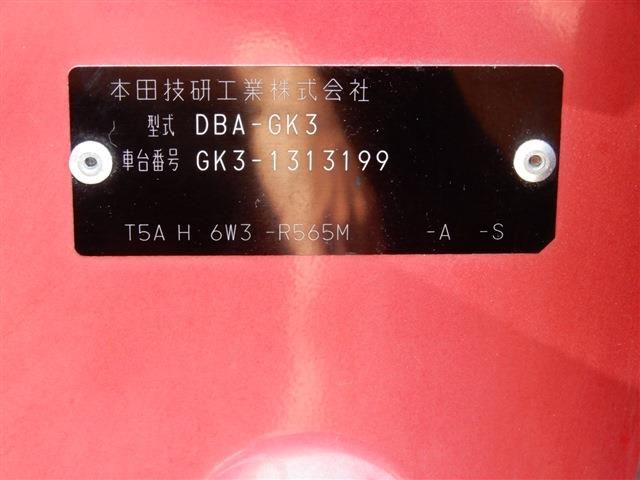 本田技研工業株式会社
型式 DBA-GK3
車台番号 GK3-1313199
T5A H 6W3 -R565M -A -S